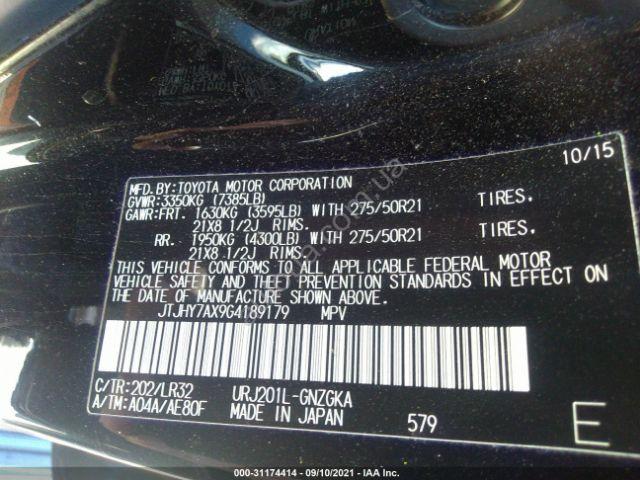 10/15
MFD.BY:TOYOTA MOTOR CORPORATION
GVWR:3350KG (7385LB)
GAWR:FRT. 1630KG (3595LB) WITH 275/50R21 TIRES.
21X8 1/2J RIMS.
RR. 1950KG (4300LB) WITH 275/50R21 TIRES.
21X8 1/2J RIMS.
THIS VEHICLE CONFORMS TO ALL APPLICABLE FEDERAL MOTOR
VEHICLE SAFETY AND THEFT PREVENTION STANDARDS IN EFFECT ON
THE DATE OF MANUFACTURE SHOWN ABOVE.
JTJHY7AX9G4189179 MPV
C/TR:202/LR32 URJ201L-GNZGKA
A/TM:A04A/AE80F MADE IN JAPAN 579 E
000-31174414 - 09/10/2021 - IAA Inc.